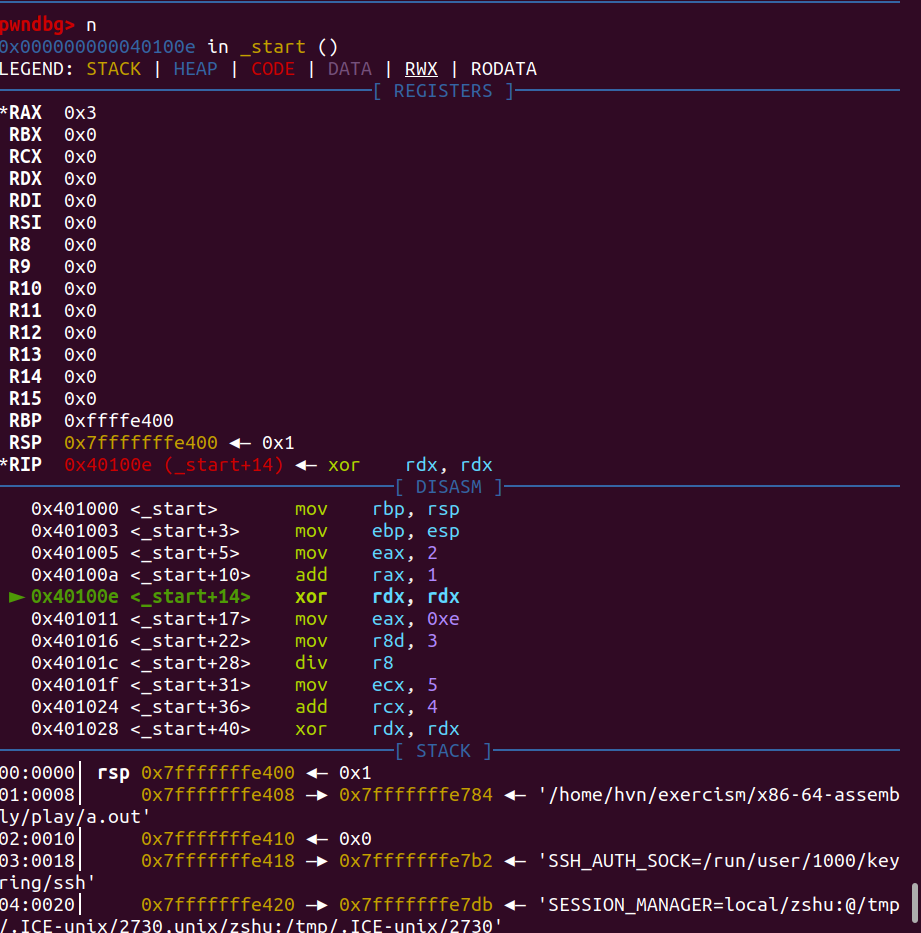 pwndbg> n
0x000000000040100e in _start ()
LEGEND: STACK | HEAP | CODE | DATA | RWX | RODATA
[ REGISTERS ]
*RAX  0x3
RBX  0x0
RCX  0x0
RDX  0x0
RDI  0x0
RSI  0x0
R8   0x0
R9   0x0
R10  0x0
R11  0x0
R12  0x0
R13  0x0
R14  0x0
R15  0x0
RBP  0xffffe400
RSP  0x7fffffffe400 ◂— 0x1
*RIP  0x40100e (_start+14) ◂— xor    rdx, rdx
[ DISASM ]
0x401000 <_start>       mov    rbp, rsp
0x401003 <_start+3>     mov    ebp, esp
0x401005 <_start+5>     mov    eax, 2
0x40100a <_start+10>    add    rax, 1
► 0x40100e <_start+14>    xor    rdx, rdx
0x401011 <_start+17>    mov    eax, 0xe
0x401016 <_start+22>    mov    r8d, 3
0x40101c <_start+28>    div    r8
0x40101f <_start+31>    mov    ecx, 5
0x401024 <_start+36>    add    rcx, 4
0x401028 <_start+40>    xor    rdx, rdx
[ STACK ]
00:0000│ rsp 0x7fffffffe400 ◂— 0x1
01:0008│     0x7fffffffe408 —▸ 0x7fffffffe784 ◂— '/home/hvn/exercism/x86-64-assemb
ly/play/a.out'
02:0010│     0x7fffffffe410 ◂— 0x0
03:0018│     0x7fffffffe418 —▸ 0x7fffffffe7b2 ◂— 'SSH_AUTH_SOCK=/run/user/1000/key
ring/ssh'
04:0020│     0x7fffffffe420 —▸ 0x7fffffffe7db ◂— 'SESSION_MANAGER=local/zshu:@/tmp
/.ICE-unix/2730,unix/zshu:/tmp/.ICE-unix/2730'